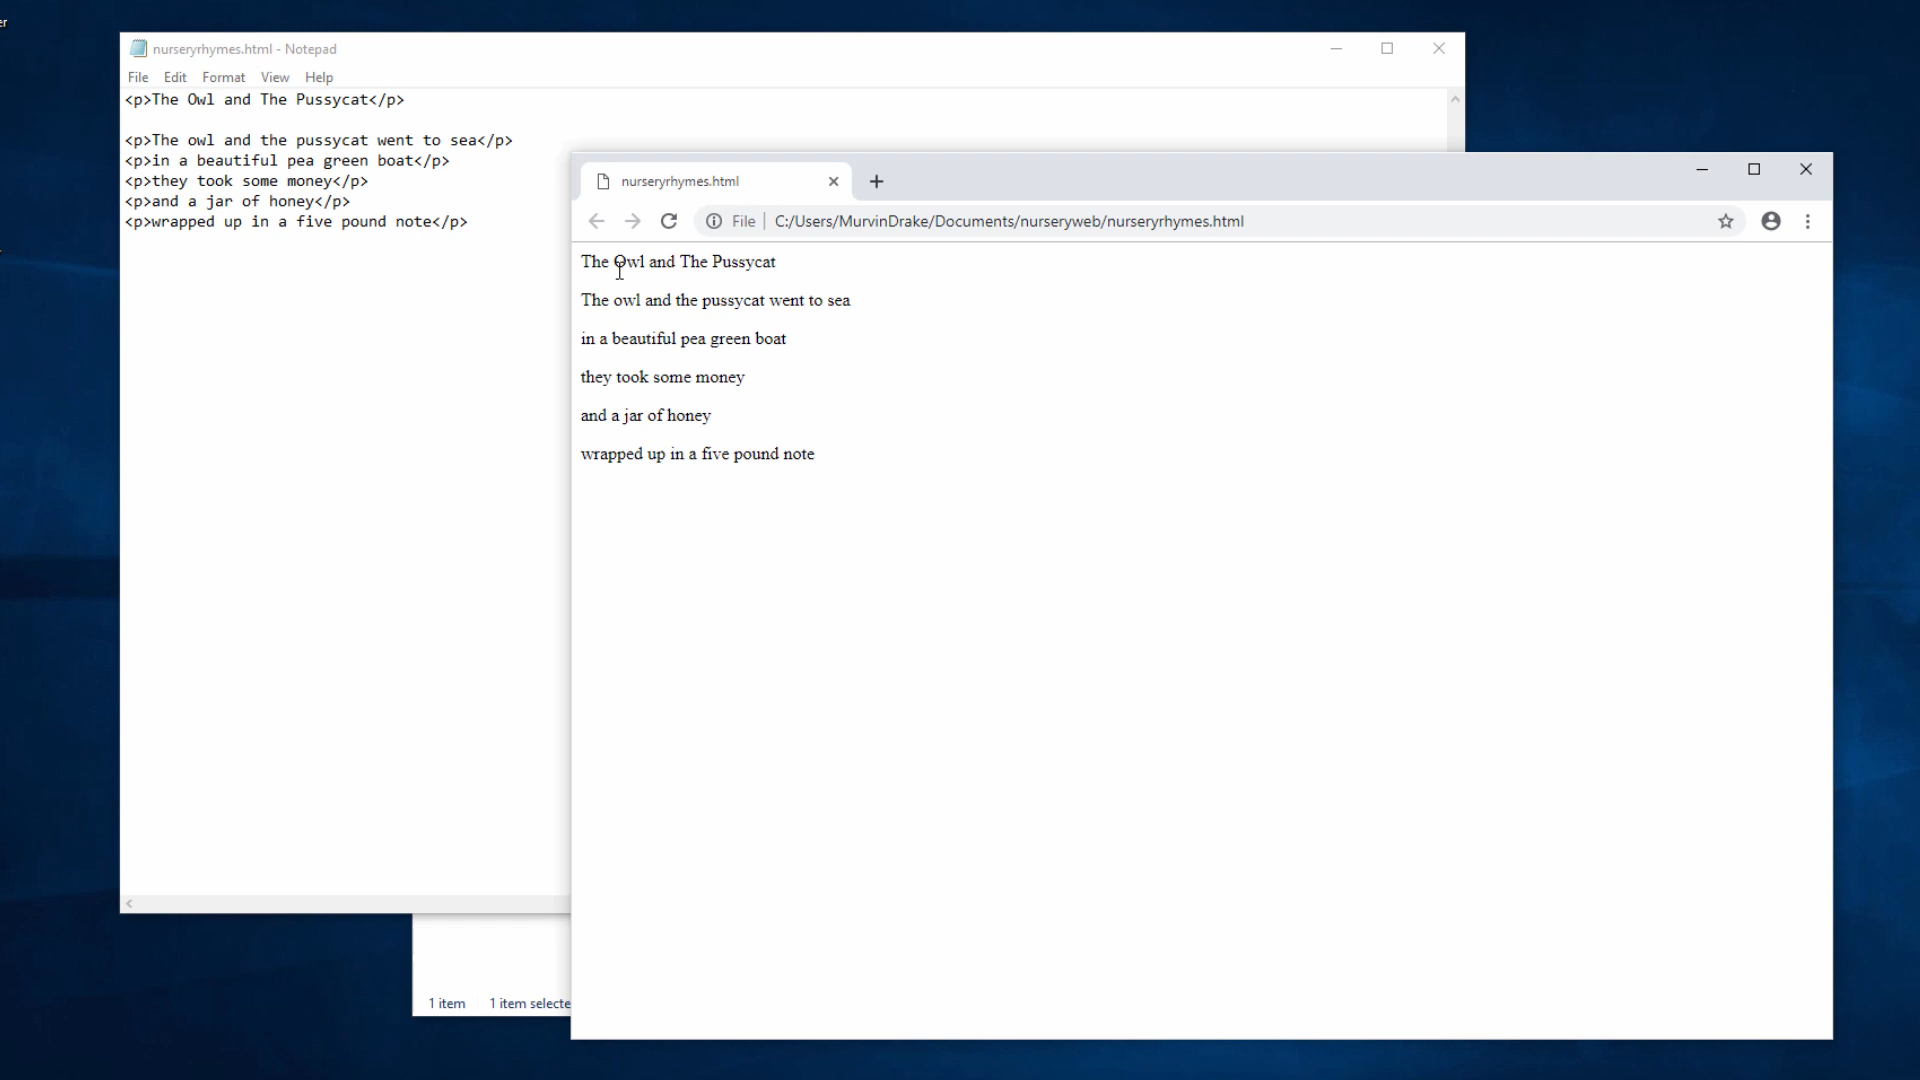 er
nurseryrhymes.html - Notepad
File Edit Format View Help
<p>The Owl and The Pussycat</p>
<p>The owl and the pussycat went to sea</p>
<p>in a beautiful pea green boat</p>
<p>they took some money</p>
<p>and a jar of honey</p>
<p>wrapped up in a five pound note</p>
nurseryrhymes.html
File C:/Users/MurvinDrake/Documents/nurseryweb/nurseryrhymes.html
The Owl and The Pussycat
The owl and the pussycat went to sea
in a beautiful pea green boat
they took some money
and a jar of honey
wrapped up in a five pound note
1 item 1 item selecte